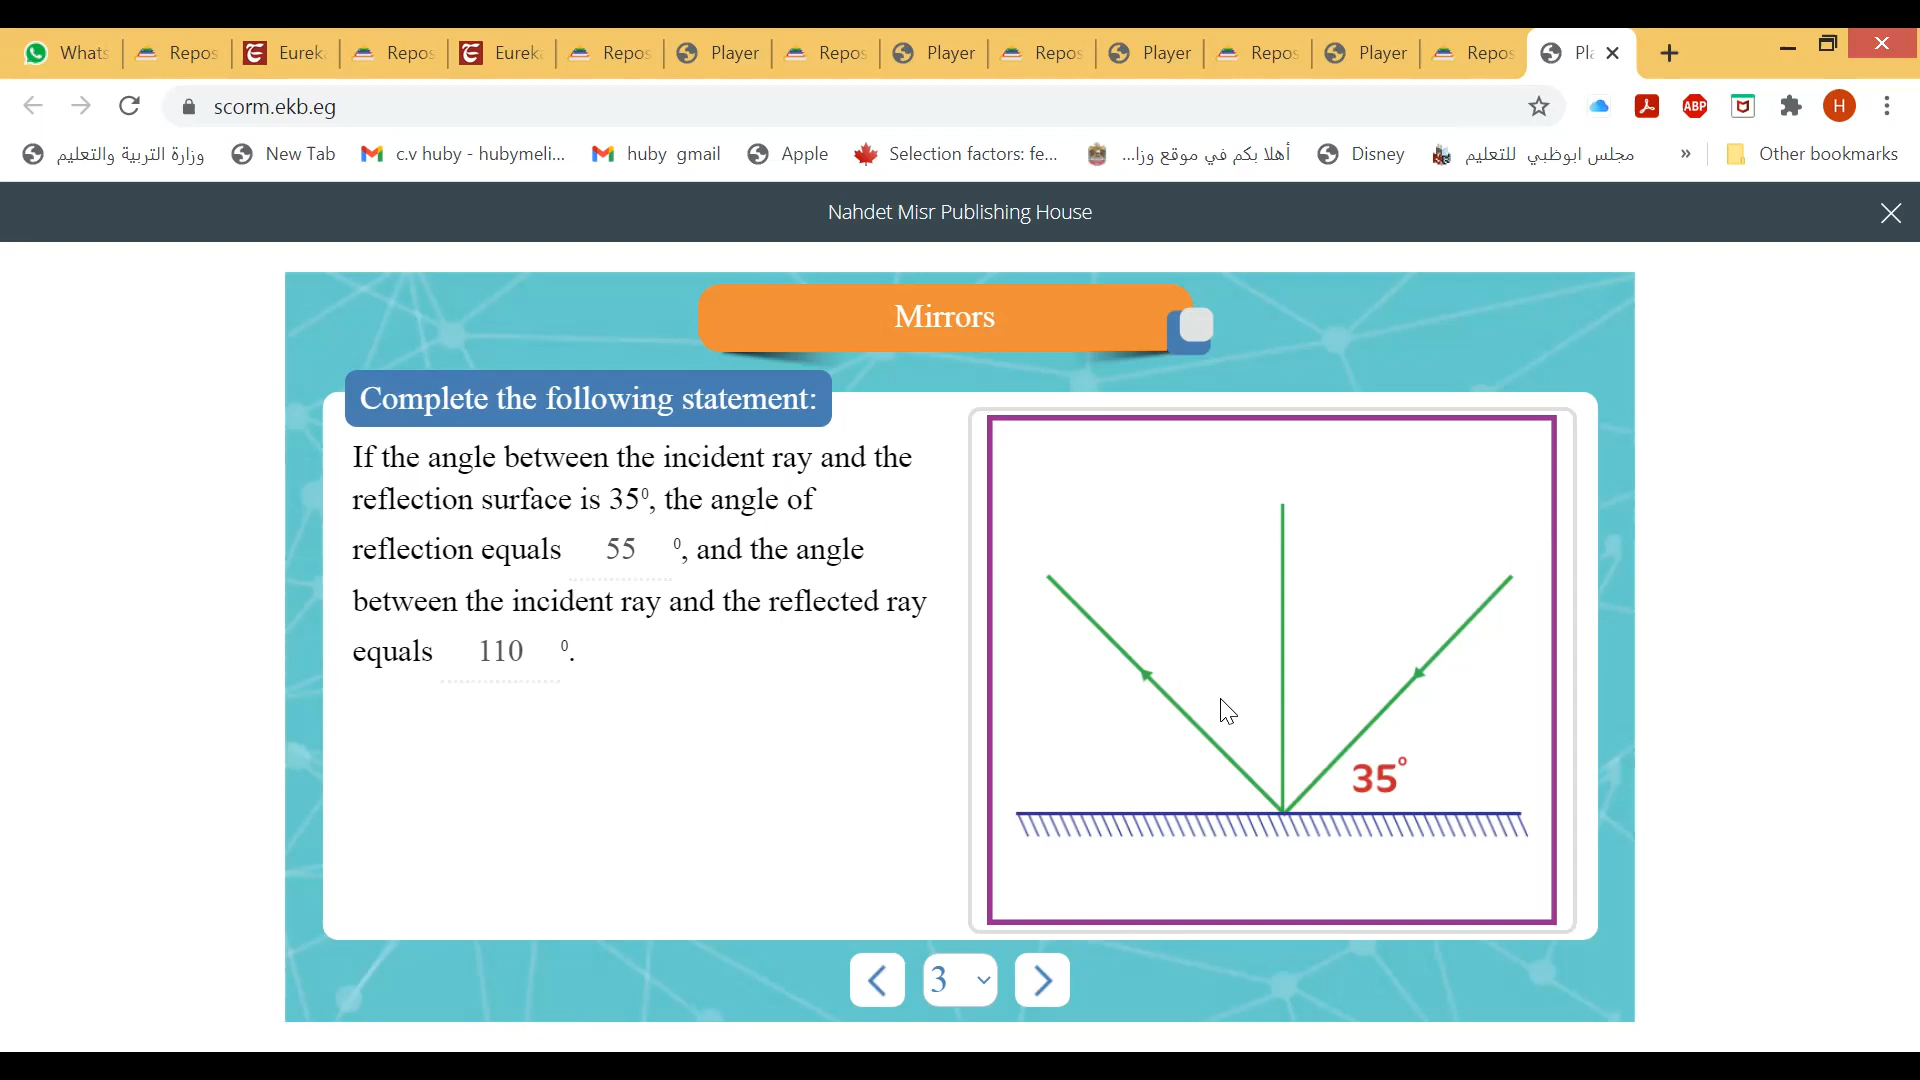 Whats Repos Eurek Repos Eurek Repos Player Repos Player Repos Player Repos Player Repos Pla
scorm.ekb.eg
ABP H
وزارة التربية والتعليم New Tab c.v huby - hubymeli... huby gmail Apple Selection factors: fe... أهلا بكم في موقع وزا... Disney مجلس ابوظبي للتعليم » Other bookmarks
Nahdet Misr Publishing House
Mirrors
Complete the following statement:
If the angle between the incident ray and the
reflection surface is 35⁰, the angle of
reflection equals 55 ⁰, and the angle
between the incident ray and the reflected ray
equals 110 ⁰.
35°
3